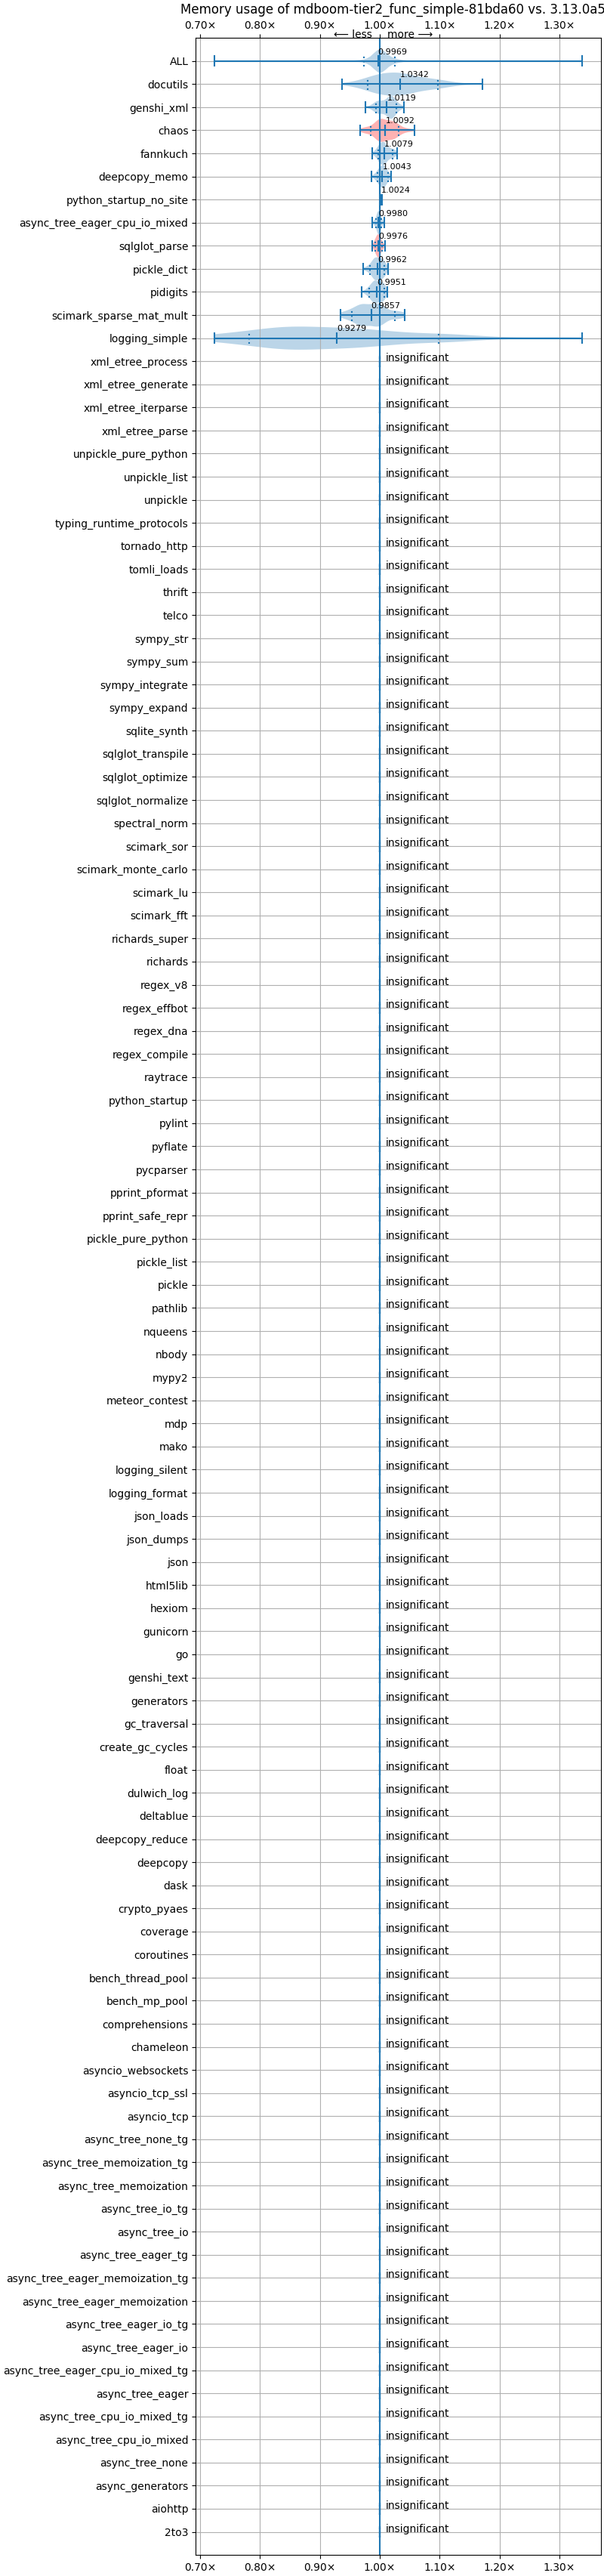 Memory usage of mdboom-tier2_func_simple-81bda60 vs. 3.13.0a5
0.70× 0.80× 0.90× 1.00× 1.10× 1.20× 1.30×
⟵ less more ⟶
ALL 0.9969
docutils 1.0342
genshi_xml 1.0119
chaos 1.0092
fannkuch 1.0079
deepcopy_memo 1.0043
python_startup_no_site 1.0024
async_tree_eager_cpu_io_mixed 0.9980
sqlglot_parse 0.9976
pickle_dict 0.9962
pidigits 0.9951
scimark_sparse_mat_mult 0.9857
logging_simple 0.9279
xml_etree_process insignificant
xml_etree_generate insignificant
xml_etree_iterparse insignificant
xml_etree_parse insignificant
unpickle_pure_python insignificant
unpickle_list insignificant
unpickle insignificant
typing_runtime_protocols insignificant
tornado_http insignificant
tomli_loads insignificant
thrift insignificant
telco insignificant
sympy_str insignificant
sympy_sum insignificant
sympy_integrate insignificant
sympy_expand insignificant
sqlite_synth insignificant
sqlglot_transpile insignificant
sqlglot_optimize insignificant
sqlglot_normalize insignificant
spectral_norm insignificant
scimark_sor insignificant
scimark_monte_carlo insignificant
scimark_lu insignificant
scimark_fft insignificant
richards_super insignificant
richards insignificant
regex_v8 insignificant
regex_effbot insignificant
regex_dna insignificant
regex_compile insignificant
raytrace insignificant
python_startup insignificant
pylint insignificant
pyflate insignificant
pycparser insignificant
pprint_pformat insignificant
pprint_safe_repr insignificant
pickle_pure_python insignificant
pickle_list insignificant
pickle insignificant
pathlib insignificant
nqueens insignificant
nbody insignificant
mypy2 insignificant
meteor_contest insignificant
mdp insignificant
mako insignificant
logging_silent insignificant
logging_format insignificant
json_loads insignificant
json_dumps insignificant
json insignificant
html5lib insignificant
hexiom insignificant
gunicorn insignificant
go insignificant
genshi_text insignificant
generators insignificant
gc_traversal insignificant
create_gc_cycles insignificant
float insignificant
dulwich_log insignificant
deltablue insignificant
deepcopy_reduce insignificant
deepcopy insignificant
dask insignificant
crypto_pyaes insignificant
coverage insignificant
coroutines insignificant
bench_thread_pool insignificant
bench_mp_pool insignificant
comprehensions insignificant
chameleon insignificant
asyncio_websockets insignificant
asyncio_tcp_ssl insignificant
asyncio_tcp insignificant
async_tree_none_tg insignificant
async_tree_memoization_tg insignificant
async_tree_memoization insignificant
async_tree_io_tg insignificant
async_tree_io insignificant
async_tree_eager_tg insignificant
async_tree_eager_memoization_tg insignificant
async_tree_eager_memoization insignificant
async_tree_eager_io_tg insignificant
async_tree_eager_io insignificant
async_tree_eager_cpu_io_mixed_tg insignificant
async_tree_eager insignificant
async_tree_cpu_io_mixed_tg insignificant
async_tree_cpu_io_mixed insignificant
async_tree_none insignificant
async_generators insignificant
aiohttp insignificant
2to3 insignificant
0.70× 0.80× 0.90× 1.00× 1.10× 1.20× 1.30×